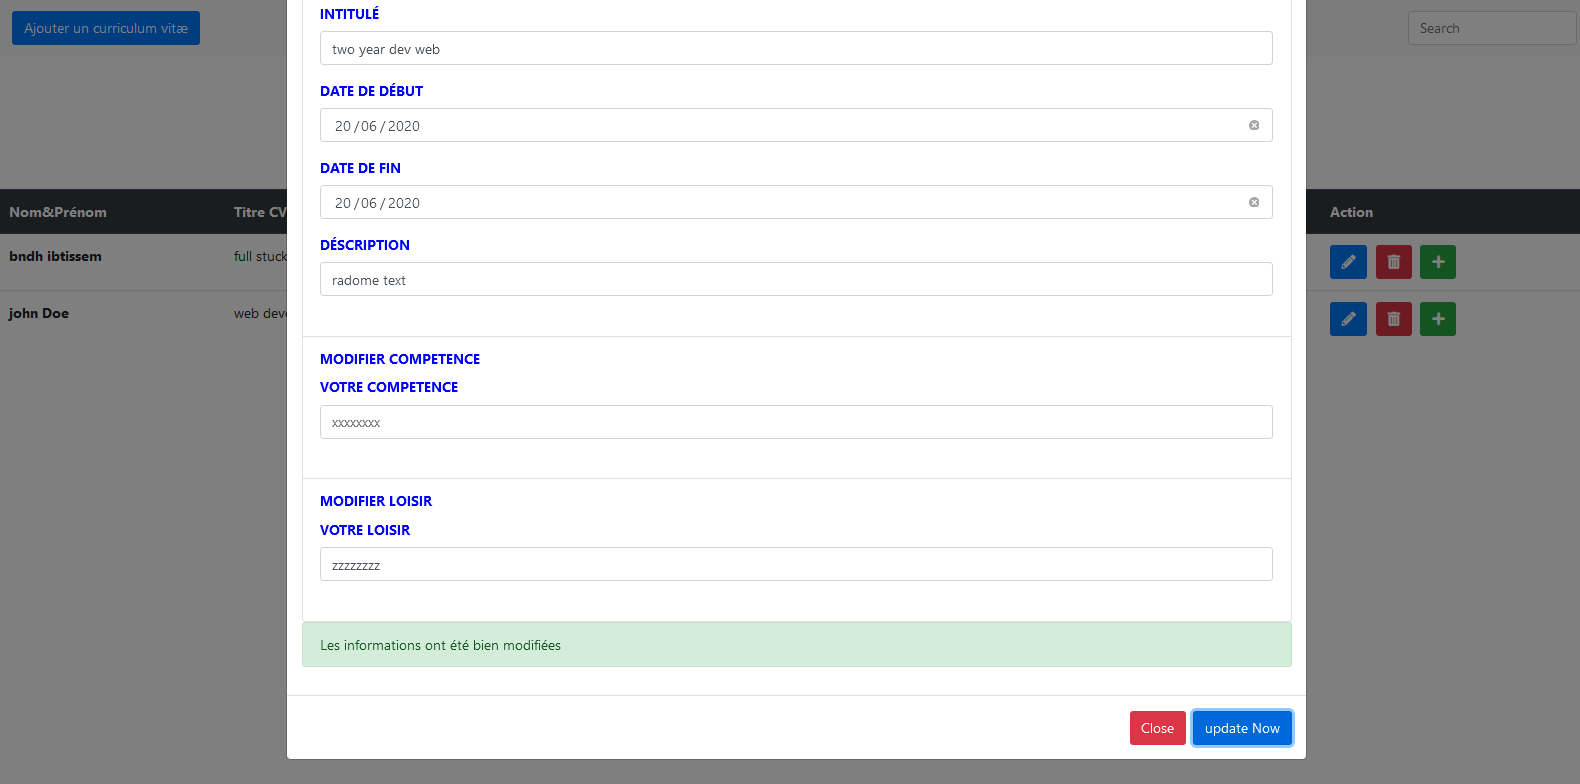 Ajouter un curriculum vitæ
Search
INTITULÉ
two year dev web
DATE DE DÉBUT
20/06/2020
DATE DE FIN
20/06/2020
DÉSCRIPTION
radome text
MODIFIER COMPETENCE
VOTRE COMPETENCE
xxxxxxxx
MODIFIER LOISIR
VOTRE LOISIR
zzzzzzzz
Les informations ont été bien modifiées
Close
update Now
Nom&Prénom
Titre CV
Action
bndh ibtissem
full stuck
john Doe
web deve